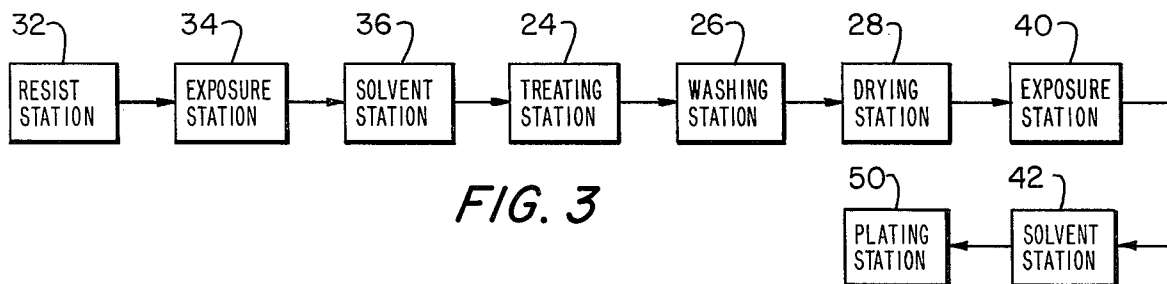 32 34 36 24 26 28 40
RESIST STATION
EXPOSURE STATION
SOLVENT STATION
TREATING STATION
WASHING STATION
DRYING STATION
EXPOSURE STATION
42
SOLVENT STATION
50
PLATING STATION
FIG. 3